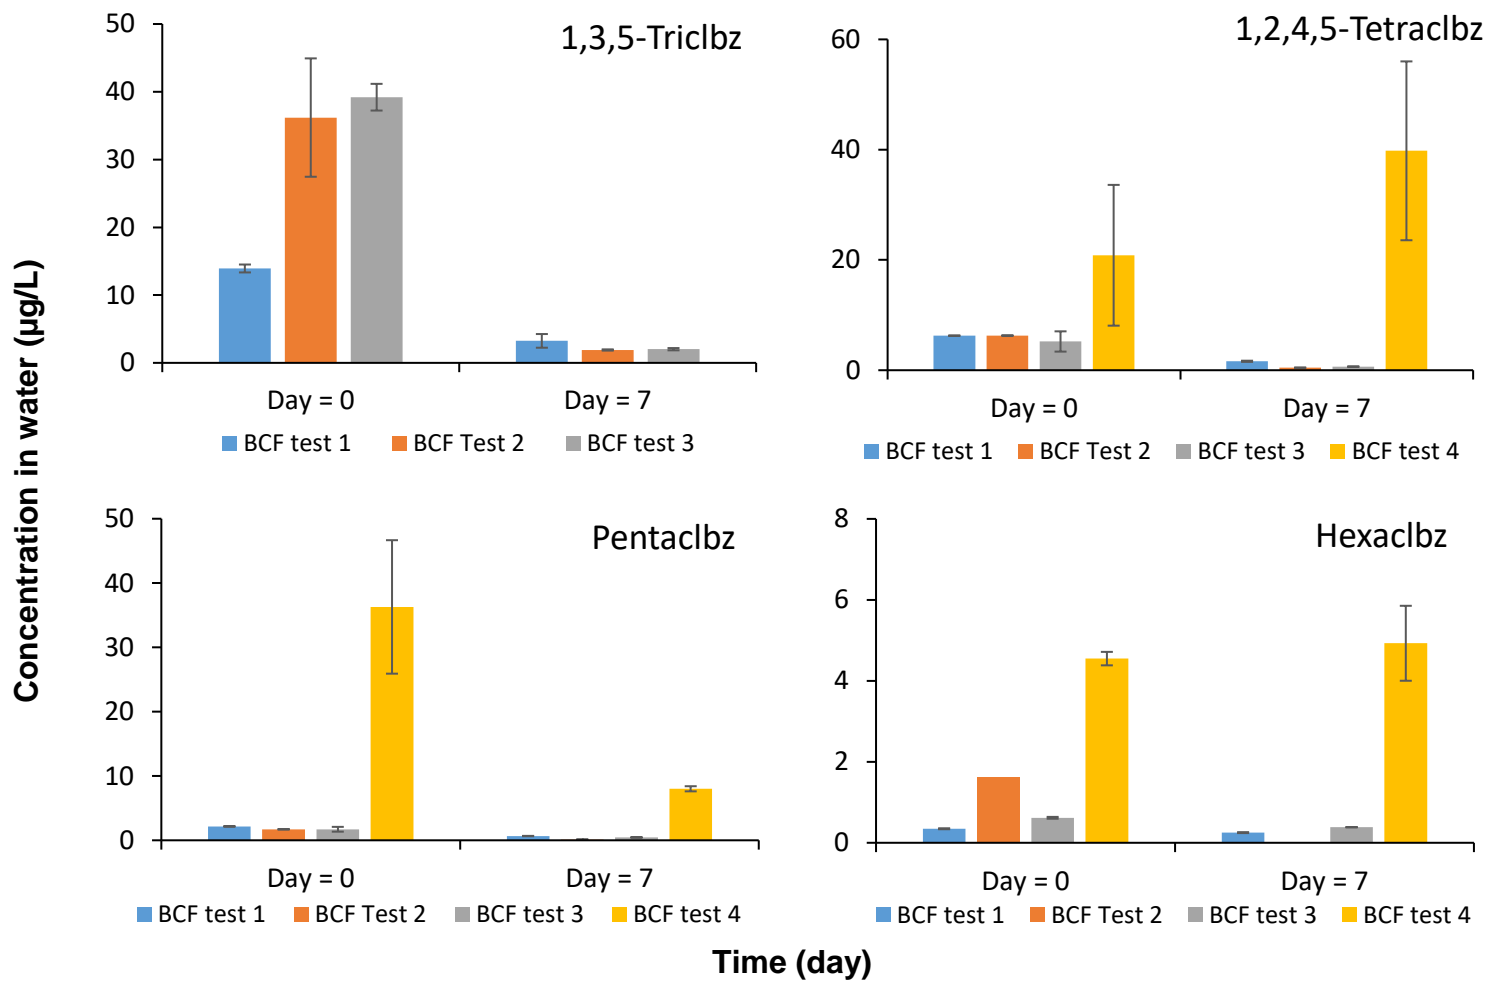 Concentration in water (µg/L)
1,3,5-Triclbz
50
40
30
20
10
0
Day = 0 Day = 7
BCF test 1 BCF Test 2 BCF test 3
1,2,4,5-Tetraclbz
60
40
20
0
Day = 0 Day = 7
BCF test 1 BCF Test 2 BCF test 3 BCF test 4
Pentaclbz
50
40
30
20
10
0
Day = 0 Day = 7
BCF test 1 BCF Test 2 BCF test 3 BCF test 4
Hexaclbz
8
6
4
2
0
Day = 0 Day = 7
BCF test 1 BCF Test 2 BCF test 3 BCF test 4
Time (day)